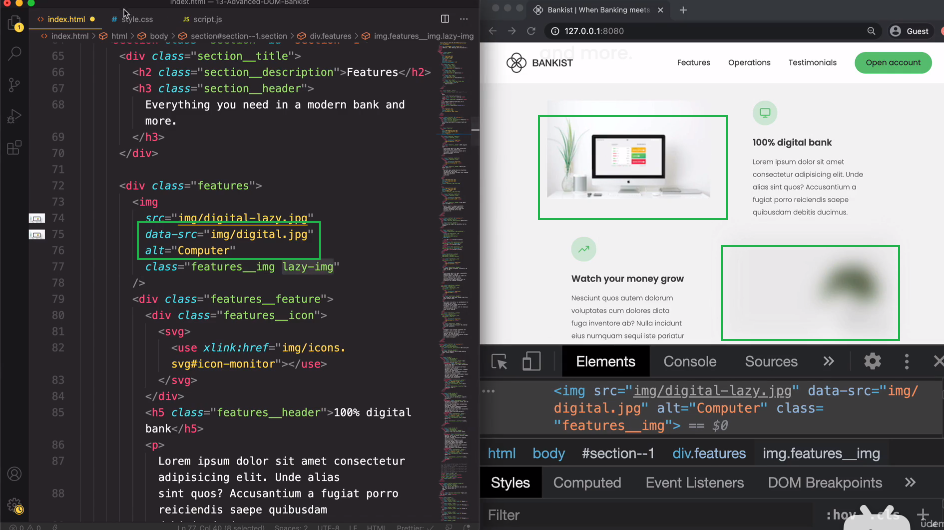 index.html — 13-Advanced-DOM-Bankist
index.html
# style.css
JS script.js
index.html > html > body > section#section--1.section > div.features > img.features__img.lazy-img
65 <div class="section__title">
66 <h2 class="section__description">Features</h2>
67 <h3 class="section__header">
68 Everything you need in a modern bank and
more.
69 </h3>
70 </div>
71
72 <div class="features">
73 <img
74 src="img/digital-lazy.jpg"
75 data-src="img/digital.jpg"
76 alt="Computer"
77 class="features__img lazy-img"
78 />
79 <div class="features__feature">
80 <div class="features__icon">
81 <svg>
82 <use xlink:href="img/icons.
svg#icon-monitor"></use>
83 </svg>
84 </div>
85 <h5 class="features__header">100% digital
bank</h5>
86 <p>
87 Lorem ipsum dolor sit amet consectetur
adipisicing elit. Unde alias
88 sint quos? Accusantium a fugiat porro
reiciendis saepe quibusdam
1
Bankist | When Banking meets
127.0.0.1:8080
Guest
and more.
BANKIST
Features
Operations
Testimonials
Open account
100% digital bank
Lorem ipsum dolor sit amet
consectetur adipisicing elit. Unde alias
sint quos? Accusantium a fugiat porro
reiciendis saepe quibusdam debitis
ducimus.
Watch your money grow
Nesciunt quos autem dolorum
voluptates cum dolores dicta
fuga inventore ab? Nulla incidunt
eius numquam sequi iste pariatur
Elements
Console
Sources
<img src="img/digital-lazy.jpg" data-src="img/
digital.jpg" alt="Computer" class=
"features__img"> == $0
html body #section--1 div.features img.features__img
Styles
Computed
Event Listeners
DOM Breakpoints
Filter
:hov .cls